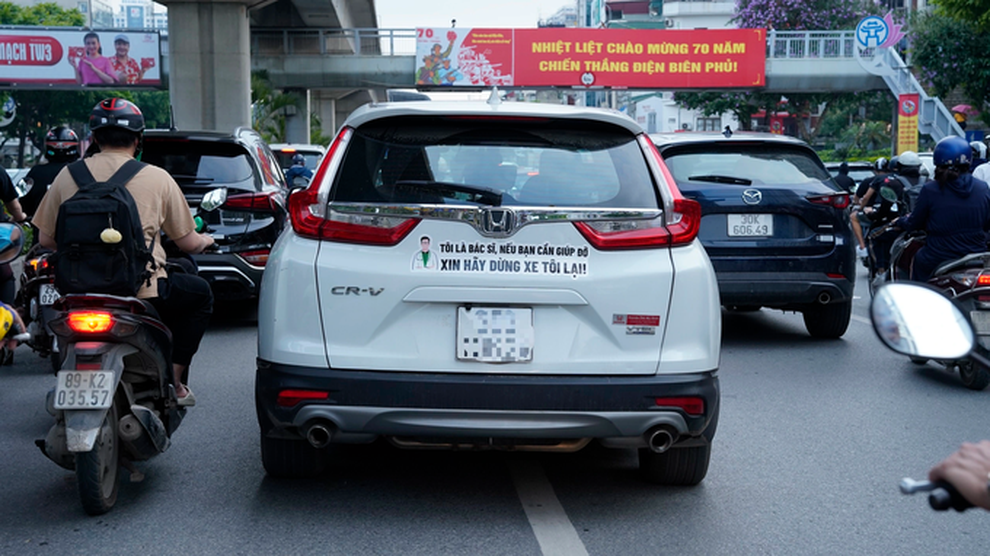 MẠCH TW3
70
NHIỆT LIỆT CHÀO MỪNG 70 NĂM
CHIẾN THẮNG ĐIỆN BIÊN PHỦ!
TÔI LÀ BÁC SĨ, NẾU BẠN CẦN GIÚP ĐỠ
XIN HÃY DỪNG XE TÔI LẠI!
CR-V
30K
606.49
89-K2
035.57